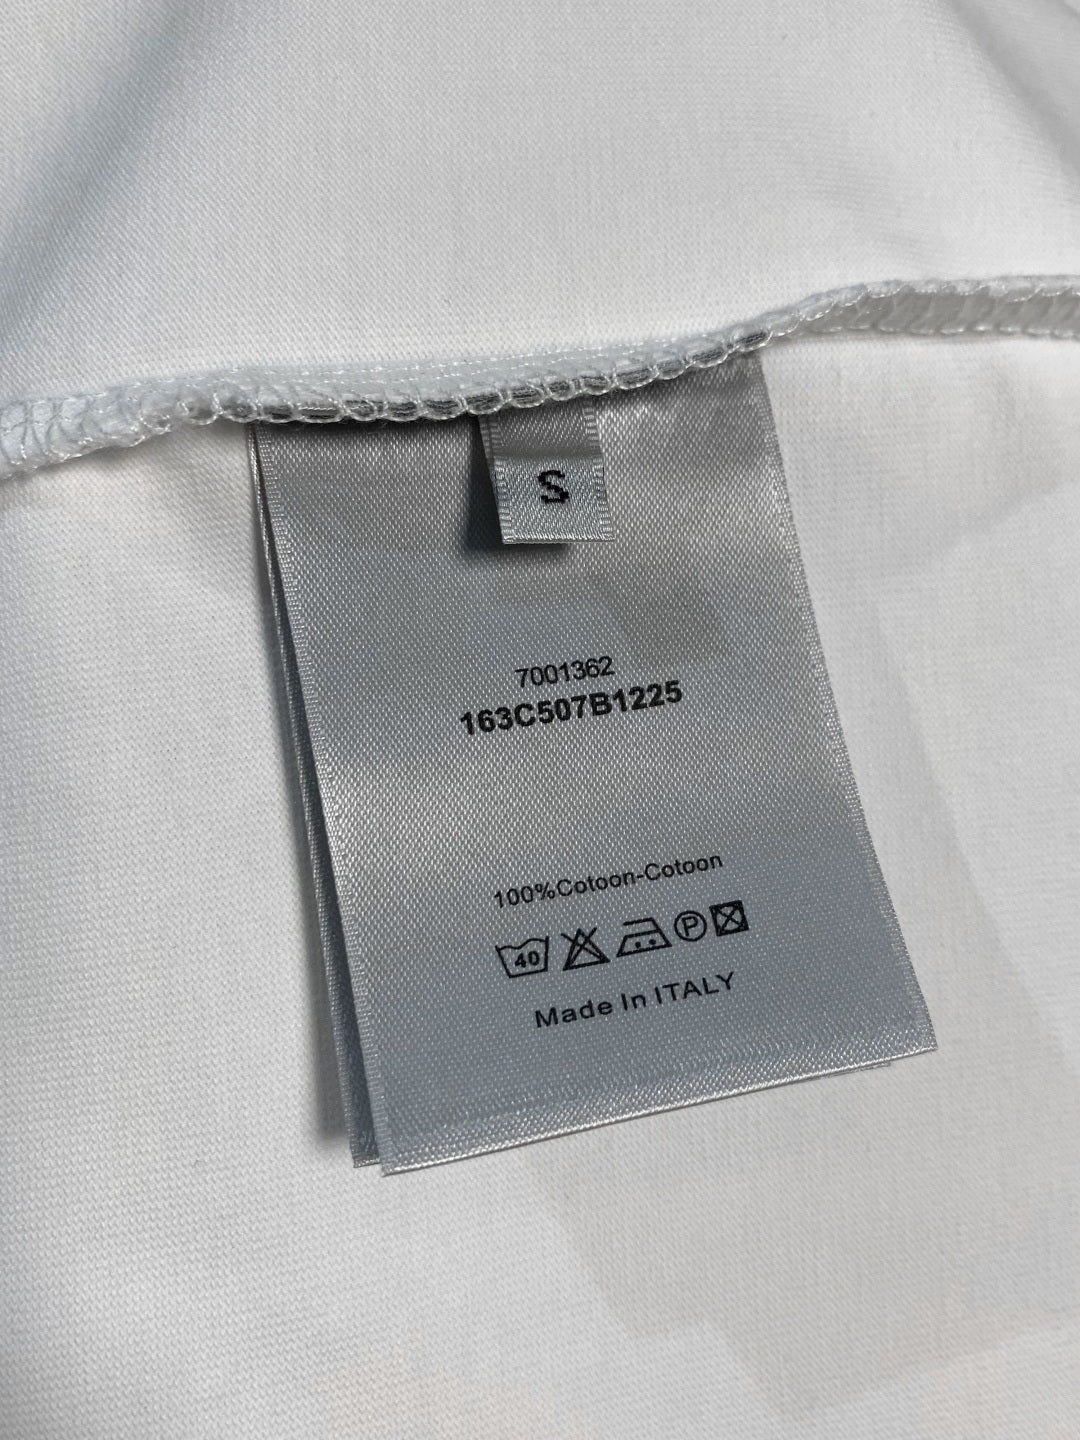 S
7001362
163C507B1225
100%Cotoon-Cotoon
40 P
Made In ITALY